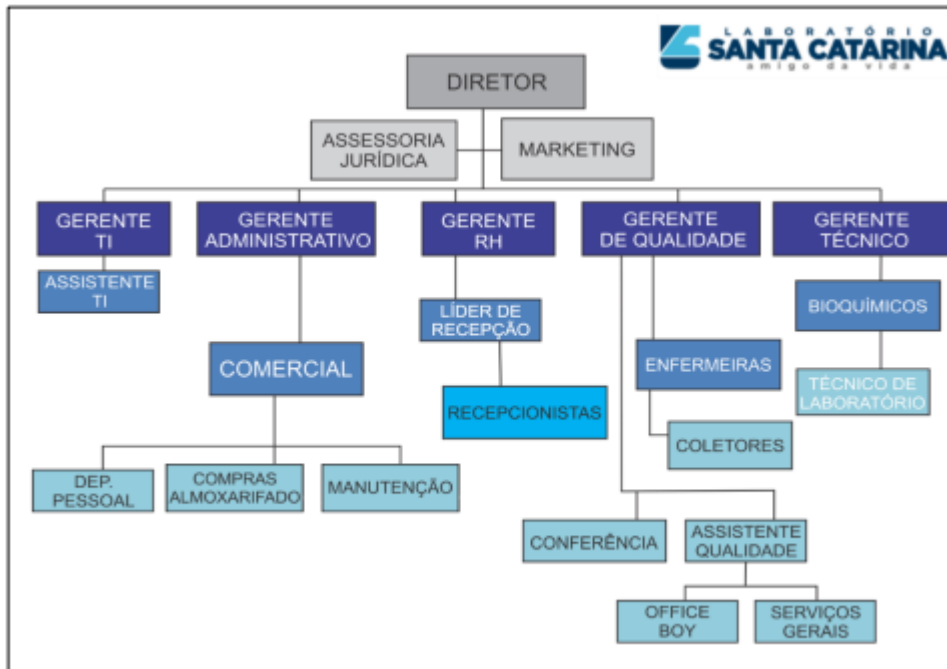 LABORATÓRIO
SANTA CATARINA
amigo da vida
DIRETOR
ASSESSORIA
JURÍDICA
MARKETING
GERENTE
TI
GERENTE
ADMINISTRATIVO
GERENTE
RH
GERENTE
DE QUALIDADE
GERENTE
TÉCNICO
ASSISTENTE
TI
BIOQUÍMICOS
LÍDER DE
RECEPÇÃO
COMERCIAL
ENFERMEIRAS
TÉCNICO DE
LABORATÓRIO
RECEPCIONISTAS
COLETORES
DEP.
PESSOAL
COMPRAS
ALMOXARIFADO
MANUTENÇÃO
CONFERÊNCIA
ASSISTENTE
QUALIDADE
OFFICE
BOY
SERVIÇOS
GERAIS